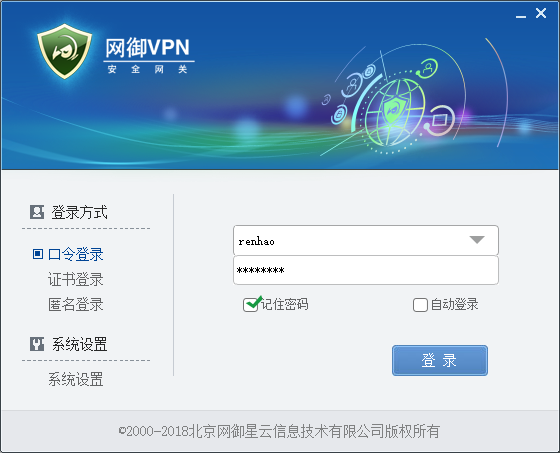 网御VPN
安全网关
登录方式
口令登录
证书登录
匿名登录
系统设置
系统设置
renhao
********
记住密码
自动登录
登 录
©2000-2018北京网御星云信息技术有限公司版权所有